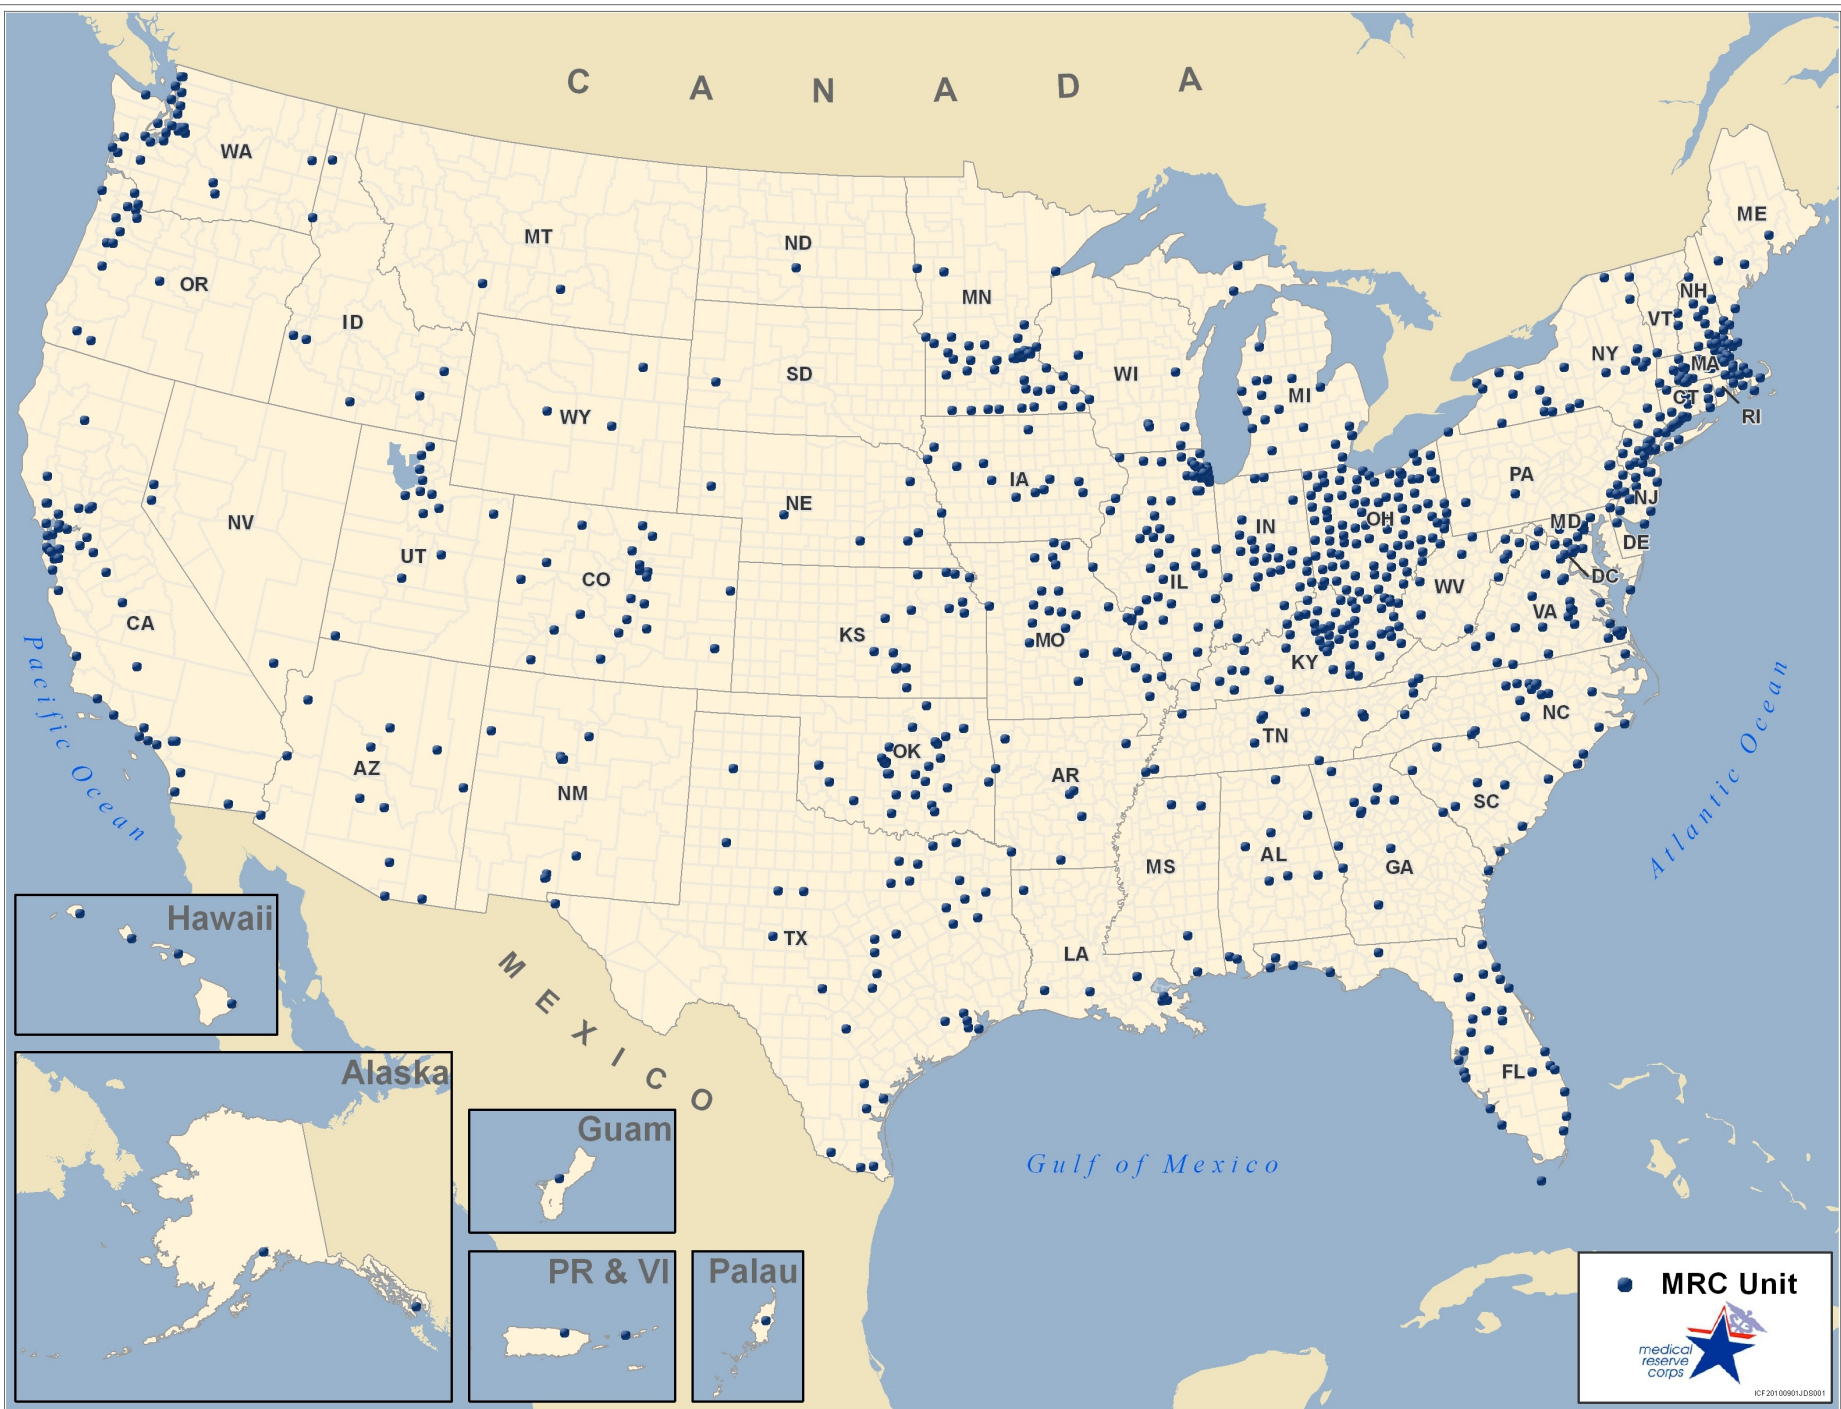 C A N A D A
WA
ME
MT
ND
OR
MN
NH
ID
VT
NY
SD
WI
MA
MI
CT
WY
RI
PA
IA
NE
NJ
NV
OH
IN
MD
DE
UT
CO
IL
DC
WV
CA
VA
KS
MO
KY
Pacific Ocean
Atlantic Ocean
NC
TN
OK
AZ
AR
NM
SC
MS
AL
GA
Hawaii
TX
LA
MEXICO
Alaska
FL
Guam
Gulf of Mexico
PR & VI
Palau
MRC Unit
medical
reserve
corps
ICF20100901JDS001